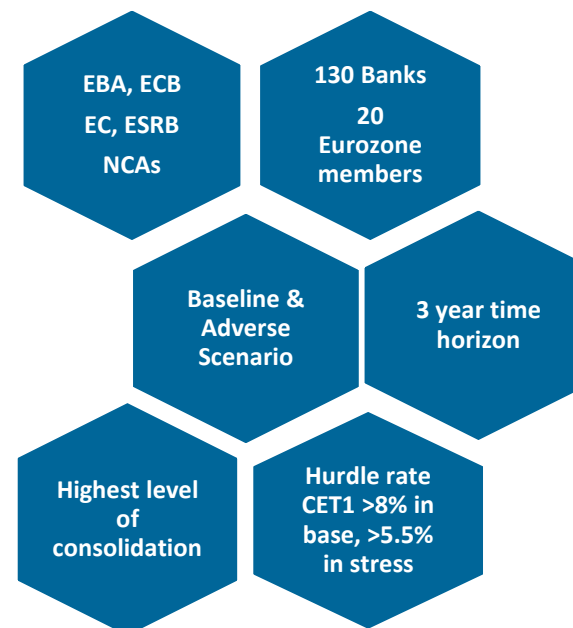 EBA, ECB
EC, ESRB
NCAs
130 Banks
20
Eurozone
members
Baseline &
Adverse
Scenario
3 year time
horizon
Highest level
of
consolidation
Hurdle rate
CET1 >8% in
base, >5.5%
in stress